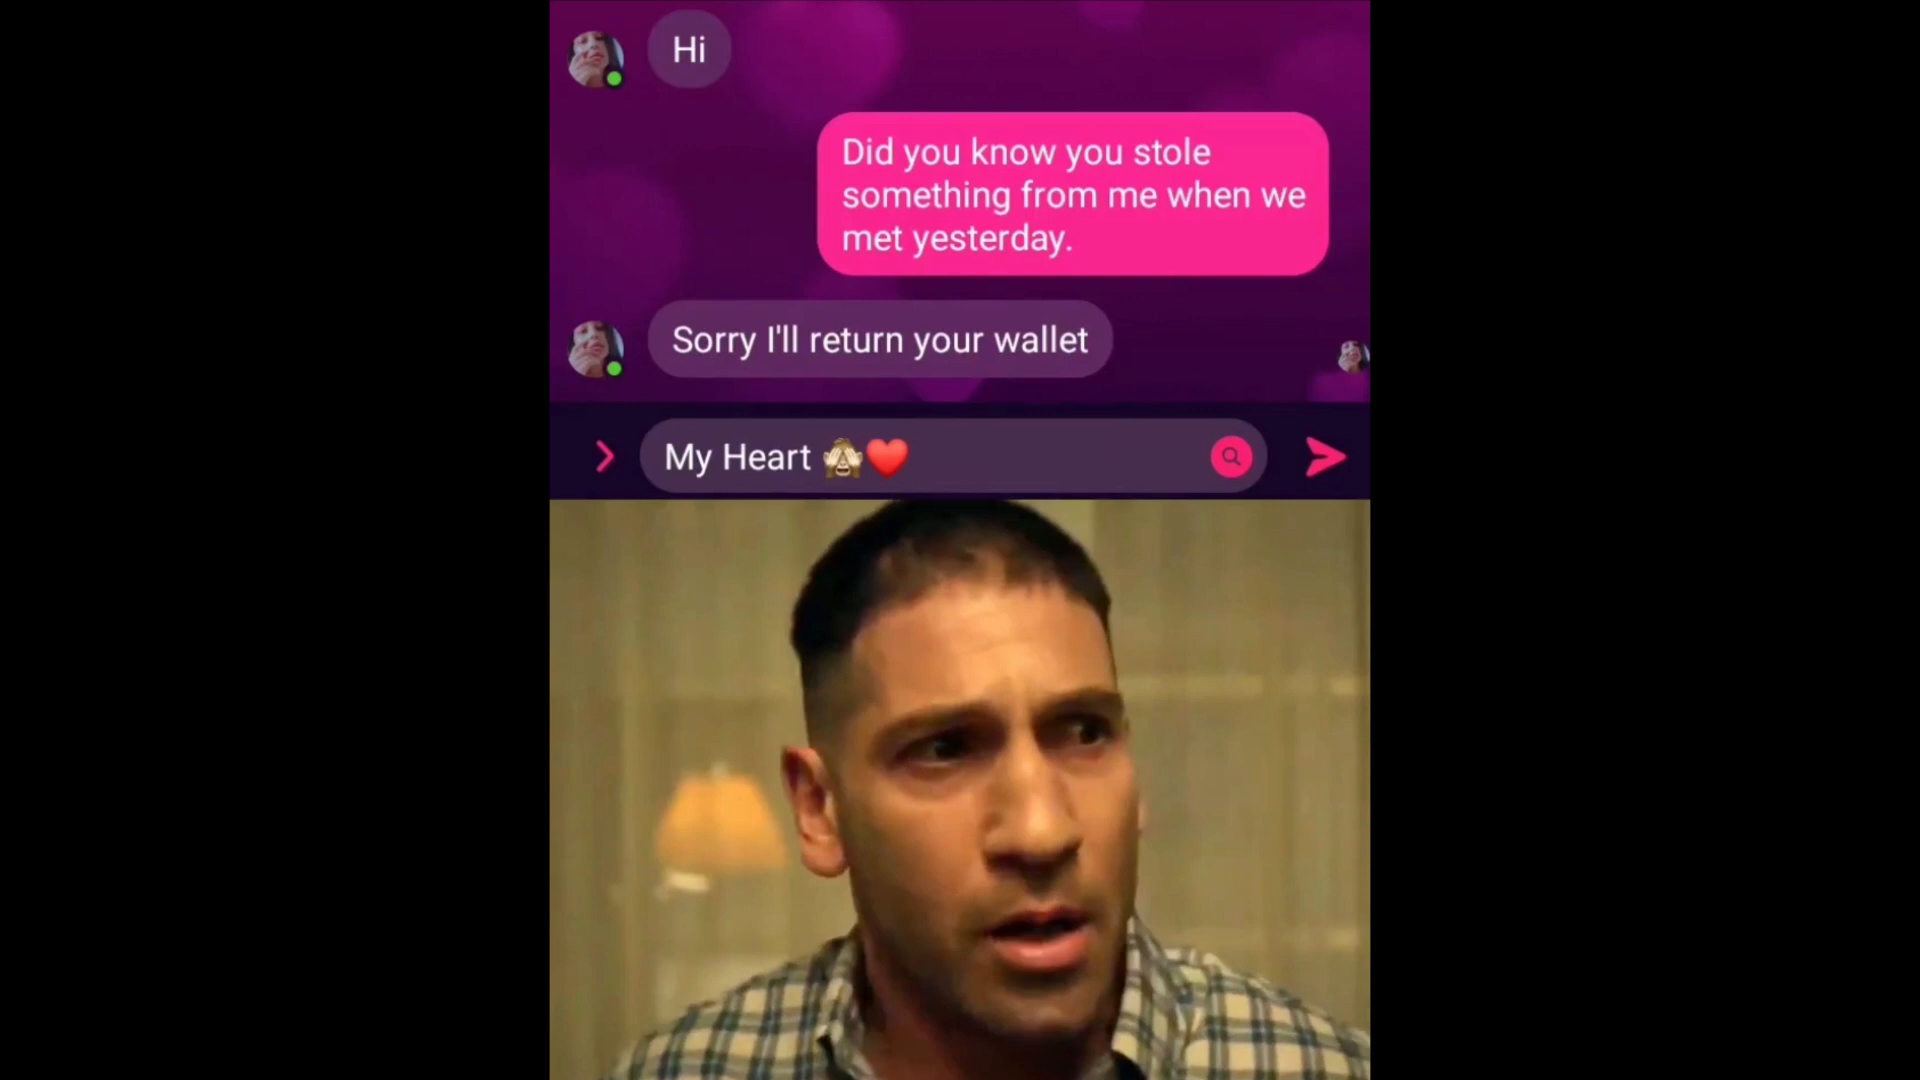 Hi
Did you know you stole
something from me when we
met yesterday.
Sorry I'll return your wallet
My Heart 🙈❤️